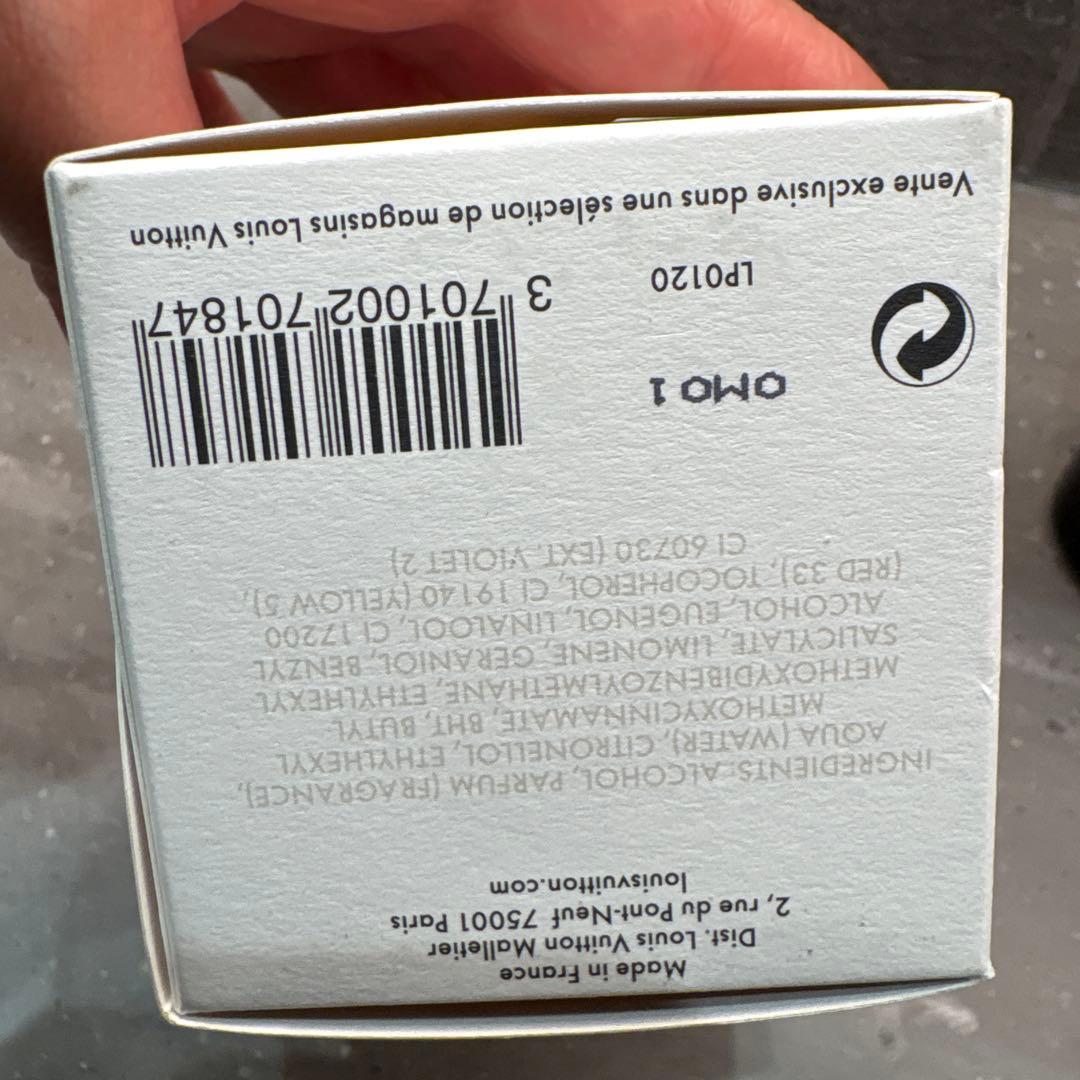 Made in France
Dist. Louis Vuitton Malletier
2, rue du Pont-Neuf 75001 Paris
louisvuitton.com
INGREDIENTS: ALCOHOL, PARFUM (FRAGRANCE),
AQUA (WATER), CITRONELLOL, ETHYLHEXYL
METHOXYCINNAMATE, BHT, BUTYL
METHOXYDIBENZOYLMETHANE, ETHYLHEXYL
SALICYLATE, LIMONENE, GERANIOL, BENZYL
ALCOHOL, EUGENOL, LINALOOL, CI 17200
(RED 33), TOCOPHEROL, CI 19140 (YELLOW 5),
CI 60730 (EXT. VIOLET 2)
OMO 1
LP0120
3 701002 701847
Vente exclusive dans une sélection de magasins Louis Vuitton